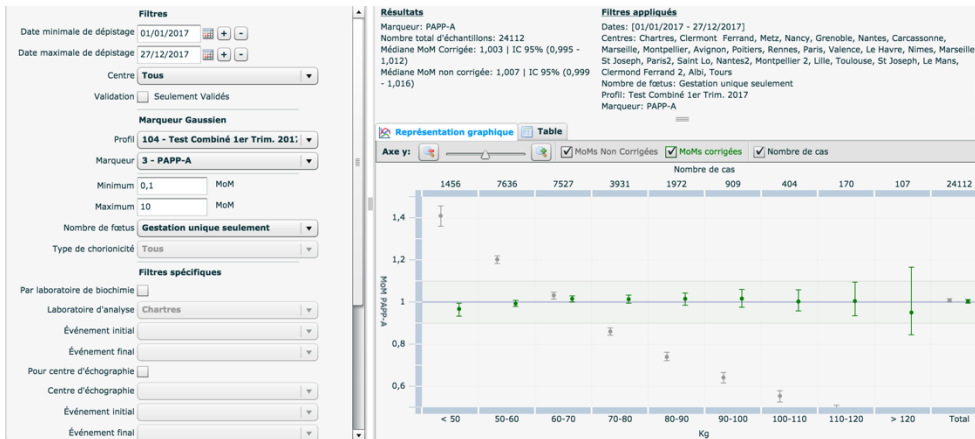 Filtres
Date minimale de dépistage 01/01/2017 + -
Date maximale de dépistage 27/12/2017 + -
Centre Tous
Validation Seulement Validés
Marqueur Gaussien
Profil 104 - Test Combiné 1er Trim. 201
Marqueur 3 - PAPP-A
Minimum 0,1 MoM
Maximum 10 MoM
Nombre de fœtus Gestation unique seulement
Type de chorionicité Tous
Filtres spécifiques
Par laboratoire de biochimie
Laboratoire d'analyse Chartres
Événement initial
Événement final
Pour centre d'échographie
Centre d'échographie
Événement initial
Événement final
Résultats
Marqueur: PAPP-A
Nombre total d'échantillons: 24112
Médiane MoM Corrigée: 1,003 | IC 95% (0,995 -
1,012)
Médiane MoM non corrigée: 1,007 | IC 95% (0,999
- 1,016)
Filtres appliqués
Dates: [01/01/2017 - 27/12/2017]
Centres: Chartres, Clermont Ferrand, Metz, Nancy, Grenoble, Nantes, Carcassonne,
Marseille, Montpellier, Avignon, Poitiers, Rennes, Paris, Valence, Le Havre, Nimes, Marseille
St Joseph, Paris2, Saint Lo, Nantes2, Montpellier 2, Lille, Toulouse, St Joseph, Le Mans,
Clermond Ferrand 2, Albi, Tours
Nombre de fœtus: Gestation unique seulement
Profil: Test Combiné 1er Trim. 2017
Marqueur: PAPP-A
Représentation graphique Table
Axe y: MoMs Non Corrigées MoMs corrigées Nombre de cas
Nombre de cas
1456 7636 7527 3931 1972 909 404 170 107 24112
1,4
1,2
1
0,8
0,6
MoM PAPP-A
< 50 50-60 60-70 70-80 80-90 90-100 100-110 110-120 > 120 Total
Kg